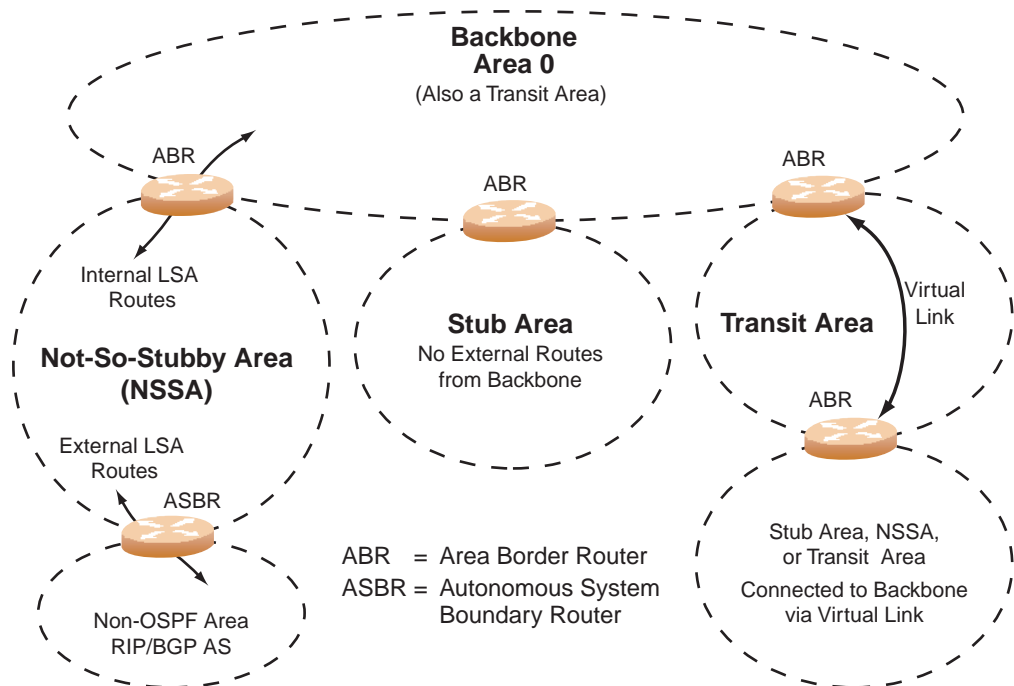 Backbone
Area 0
(Also a Transit Area)
ABR
ABR
ABR
Internal LSA
Routes
Virtual
Link
Stub Area
No External Routes
from Backbone
Transit Area
Not-So-Stubby Area
(NSSA)
ABR
External LSA
Routes
ASBR
Stub Area, NSSA,
or Transit Area
Connected to Backbone
via Virtual Link
ABR = Area Border Router
ASBR = Autonomous System
Boundary Router
Non-OSPF Area
RIP/BGP AS